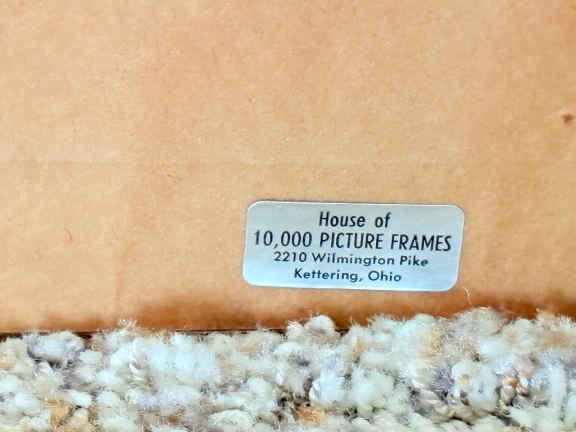 House of
10,000 PICTURE FRAMES
2210 Wilmington Pike
Kettering, Ohio